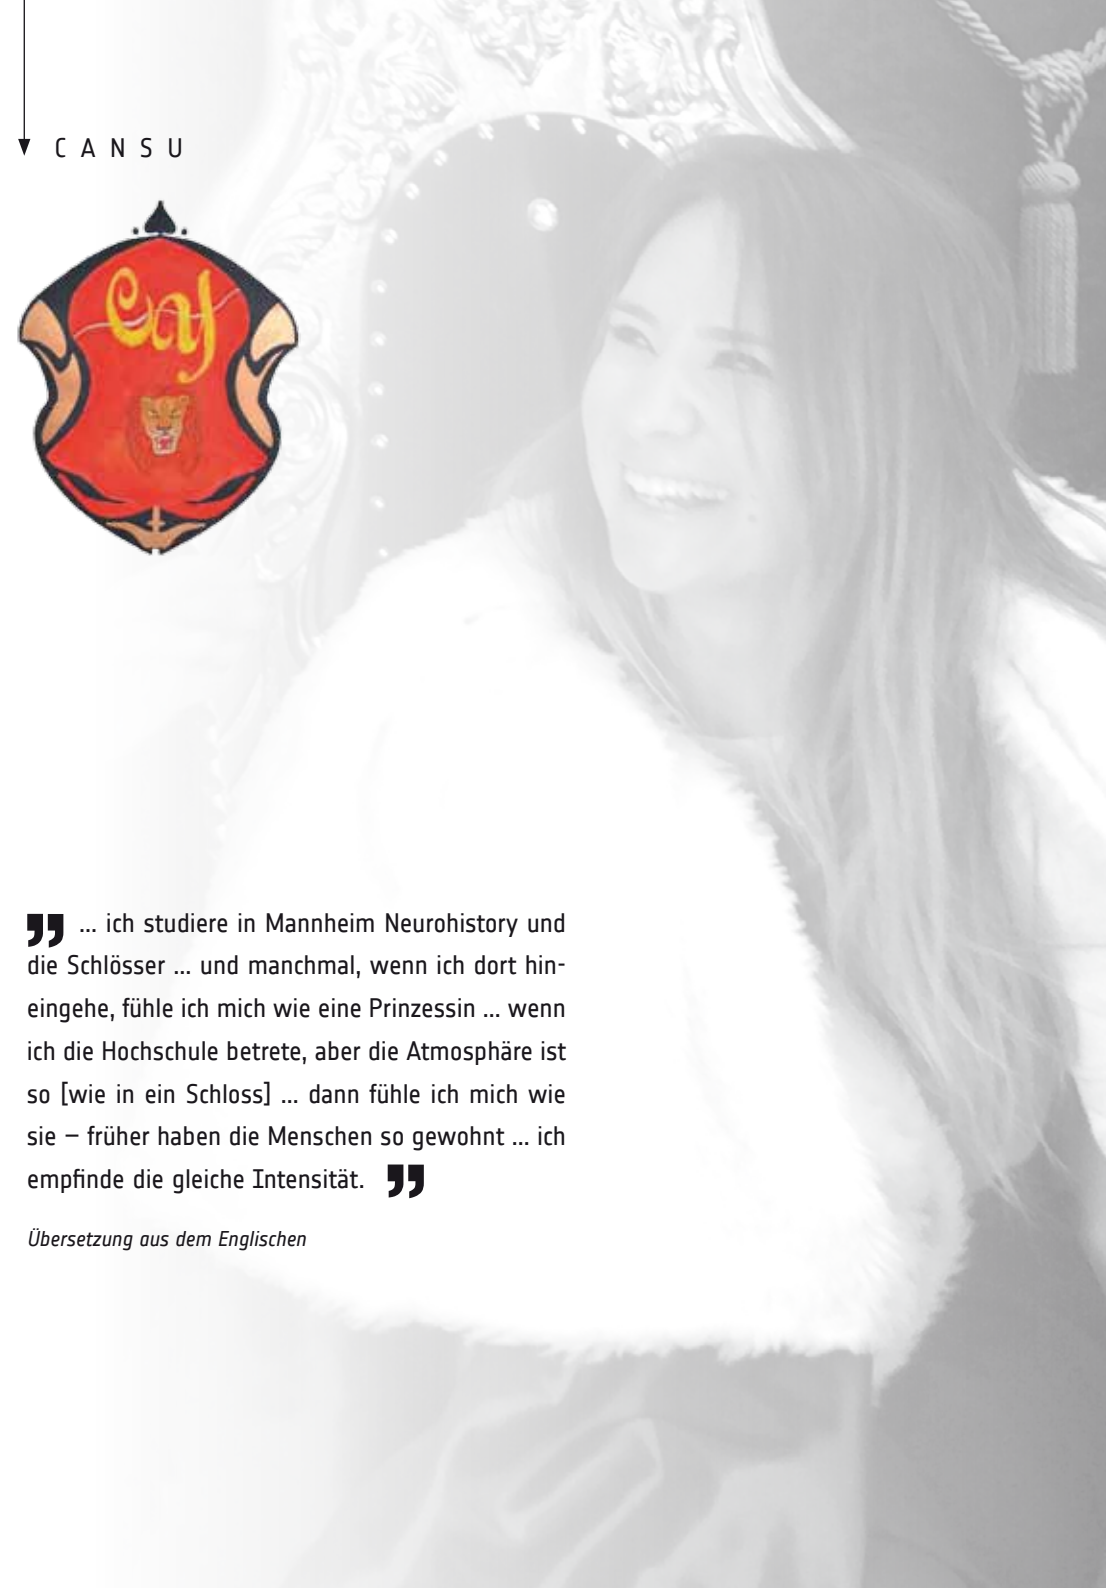 CANSU
Caf
” ... ich studiere in Mannheim Neurohistory und
die Schlösser ... und manchmal, wenn ich dort hin-
eingehe, fühle ich mich wie eine Prinzessin ... wenn
ich die Hochschule betrete, aber die Atmosphäre ist
so [wie in ein Schloss] ... dann fühle ich mich wie
sie – früher haben die Menschen so gewohnt ... ich
empfinde die gleiche Intensität. ”
Übersetzung aus dem Englischen